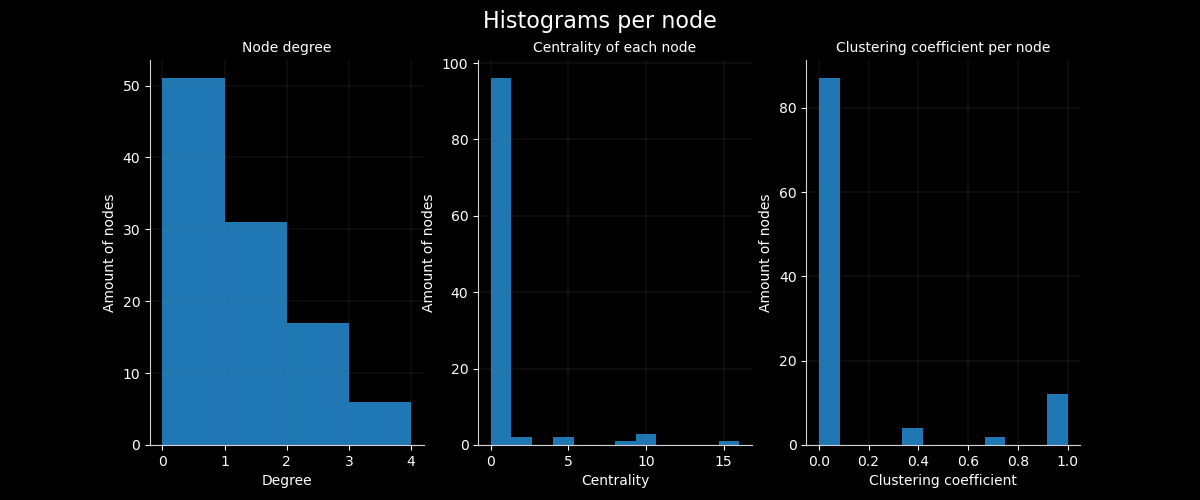 Histograms per node
Node degree
Amount of nodes
50
40
30
20
10
0
0 1 2 3 4
Degree
Centrality of each node
Amount of nodes
100
80
60
40
20
0
0 5 10 15
Centrality
Clustering coefficient per node
Amount of nodes
80
60
40
20
0
0.0 0.2 0.4 0.6 0.8 1.0
Clustering coefficient